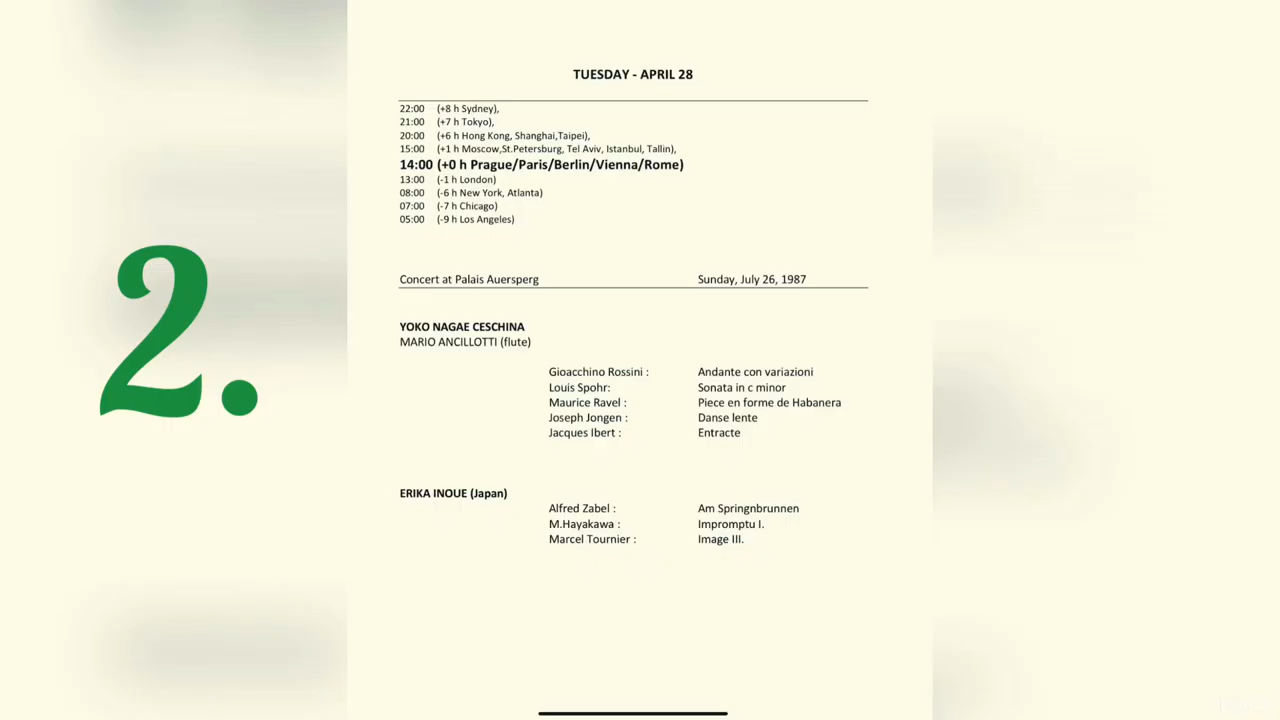 TUESDAY - APRIL 28
22:00 (+8 h Sydney),
21:00 (+7 h Tokyo),
20:00 (+6 h Hong Kong, Shanghai,Taipei),
15:00 (+1 h Moscow,St.Petersburg, Tel Aviv, Istanbul, Tallin),
14:00 (+0 h Prague/Paris/Berlin/Vienna/Rome)
13:00 (-1 h London)
08:00 (-6 h New York, Atlanta)
07:00 (-7 h Chicago)
05:00 (-9 h Los Angeles)
2.
Concert at Palais Auersperg Sunday, July 26, 1987
YOKO NAGAE CESCHINA
MARIO ANCILLOTTI (flute)
Gioacchino Rossini : Andante con variazioni
Louis Spohr: Sonata in c minor
Maurice Ravel : Piece en forme de Habanera
Joseph Jongen : Danse lente
Jacques Ibert : Entracte
ERIKA INOUE (Japan)
Alfred Zabel : Am Springnbrunnen
M.Hayakawa : Impromptu I.
Marcel Tournier : Image III.